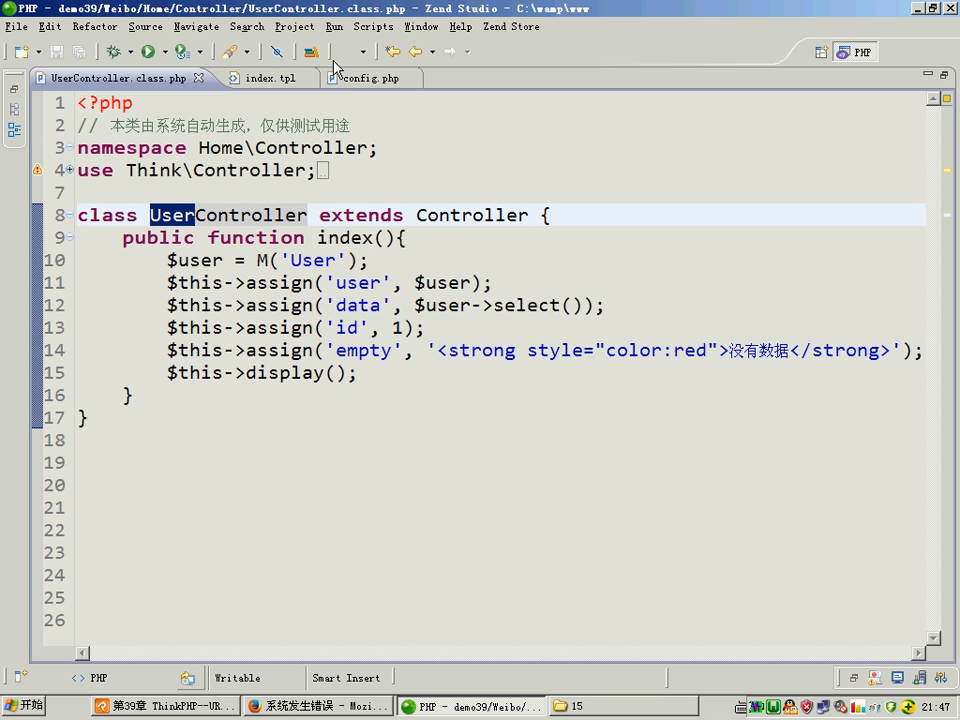 PHP - demo39/Weibo/Home/Controller/UserController.class.php - Zend Studio - C:\wamp\www
File Edit Refactor Source Navigate Search Project Run Scripts Window Help Zend Store
PHP
UserController.class.php index.tpl config.php
1 <?php
2 // 本类由系统自动生成，仅供测试用途
3 namespace Home\Controller;
4 use Think\Controller;
7
8 class UserController extends Controller {
9 public function index(){
10 $user = M('User');
11 $this->assign('user', $user);
12 $this->assign('data', $user->select());
13 $this->assign('id', 1);
14 $this->assign('empty', '<strong style="color:red">没有数据</strong>');
15 $this->display();
16 }
17 }
18
19
20
21
22
23
24
25
26
<> PHP Writable Smart Insert
开始 第39章 ThinkPHP--UR... 系统发生错误 - Mozi... PHP - demo39/Weibo/... 15 21:47